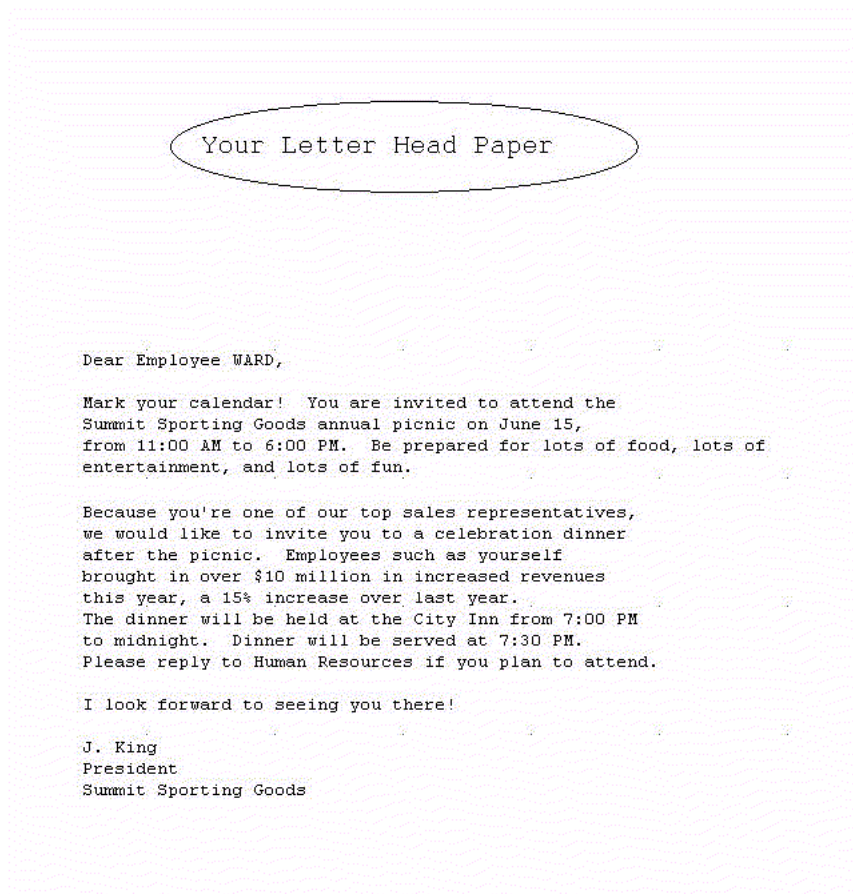 Your Letter Head Paper
Dear Employee WARD,
Mark your calendar!  You are invited to attend the
Summit Sporting Goods annual picnic on June 15,
from 11:00 AM to 6:00 PM.  Be prepared for lots of food, lots of
entertainment, and lots of fun.
Because you're one of our top sales representatives,
we would like to invite you to a celebration dinner
after the picnic.  Employees such as yourself
brought in over $10 million in increased revenues
this year, a 15% increase over last year.
The dinner will be held at the City Inn from 7:00 PM
to midnight.  Dinner will be served at 7:30 PM.
Please reply to Human Resources if you plan to attend.
I look forward to seeing you there!
J. King
President
Summit Sporting Goods